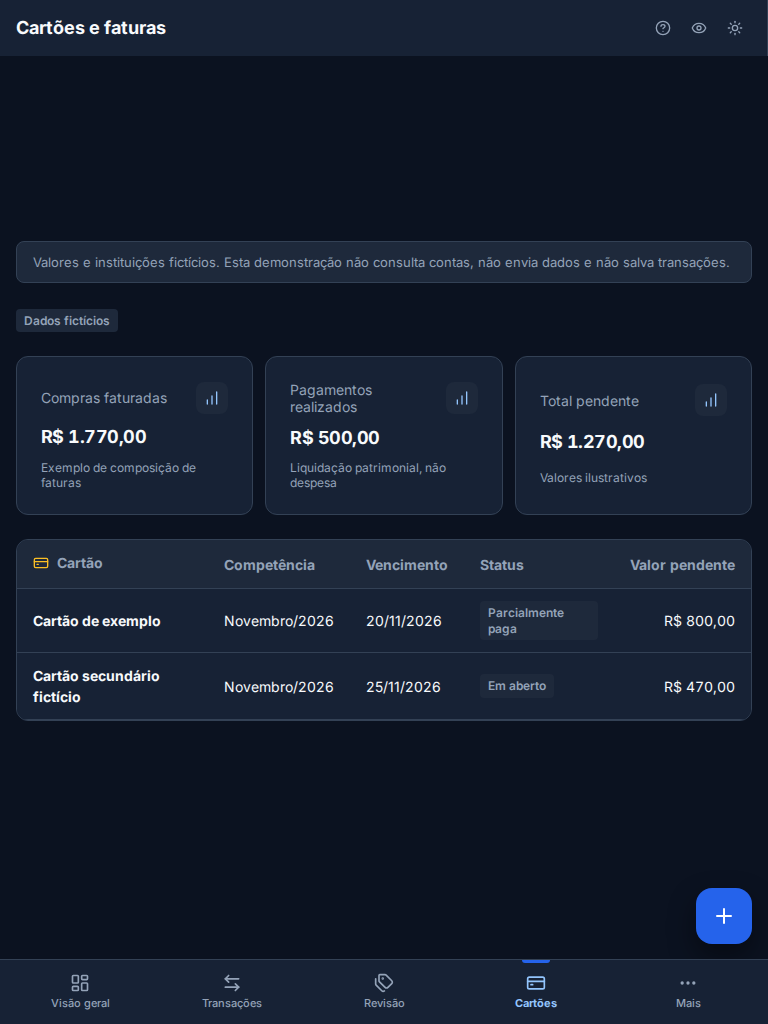 Cartões e faturas
Valores e instituições fictícios. Esta demonstração não consulta contas, não envia dados e não salva transações.
Dados fictícios
Compras faturadas
R$ 1.770,00
Exemplo de composição de
faturas
Pagamentos
realizados
R$ 500,00
Liquidação patrimonial, não
despesa
Total pendente
R$ 1.270,00
Valores ilustrativos
Cartão Competência Vencimento Status Valor pendente
Cartão de exemplo Novembro/2026 20/11/2026 Parcialmente
paga R$ 800,00
Cartão secundário
fictício Novembro/2026 25/11/2026 Em aberto R$ 470,00
Visão geral Transações Revisão Cartões Mais